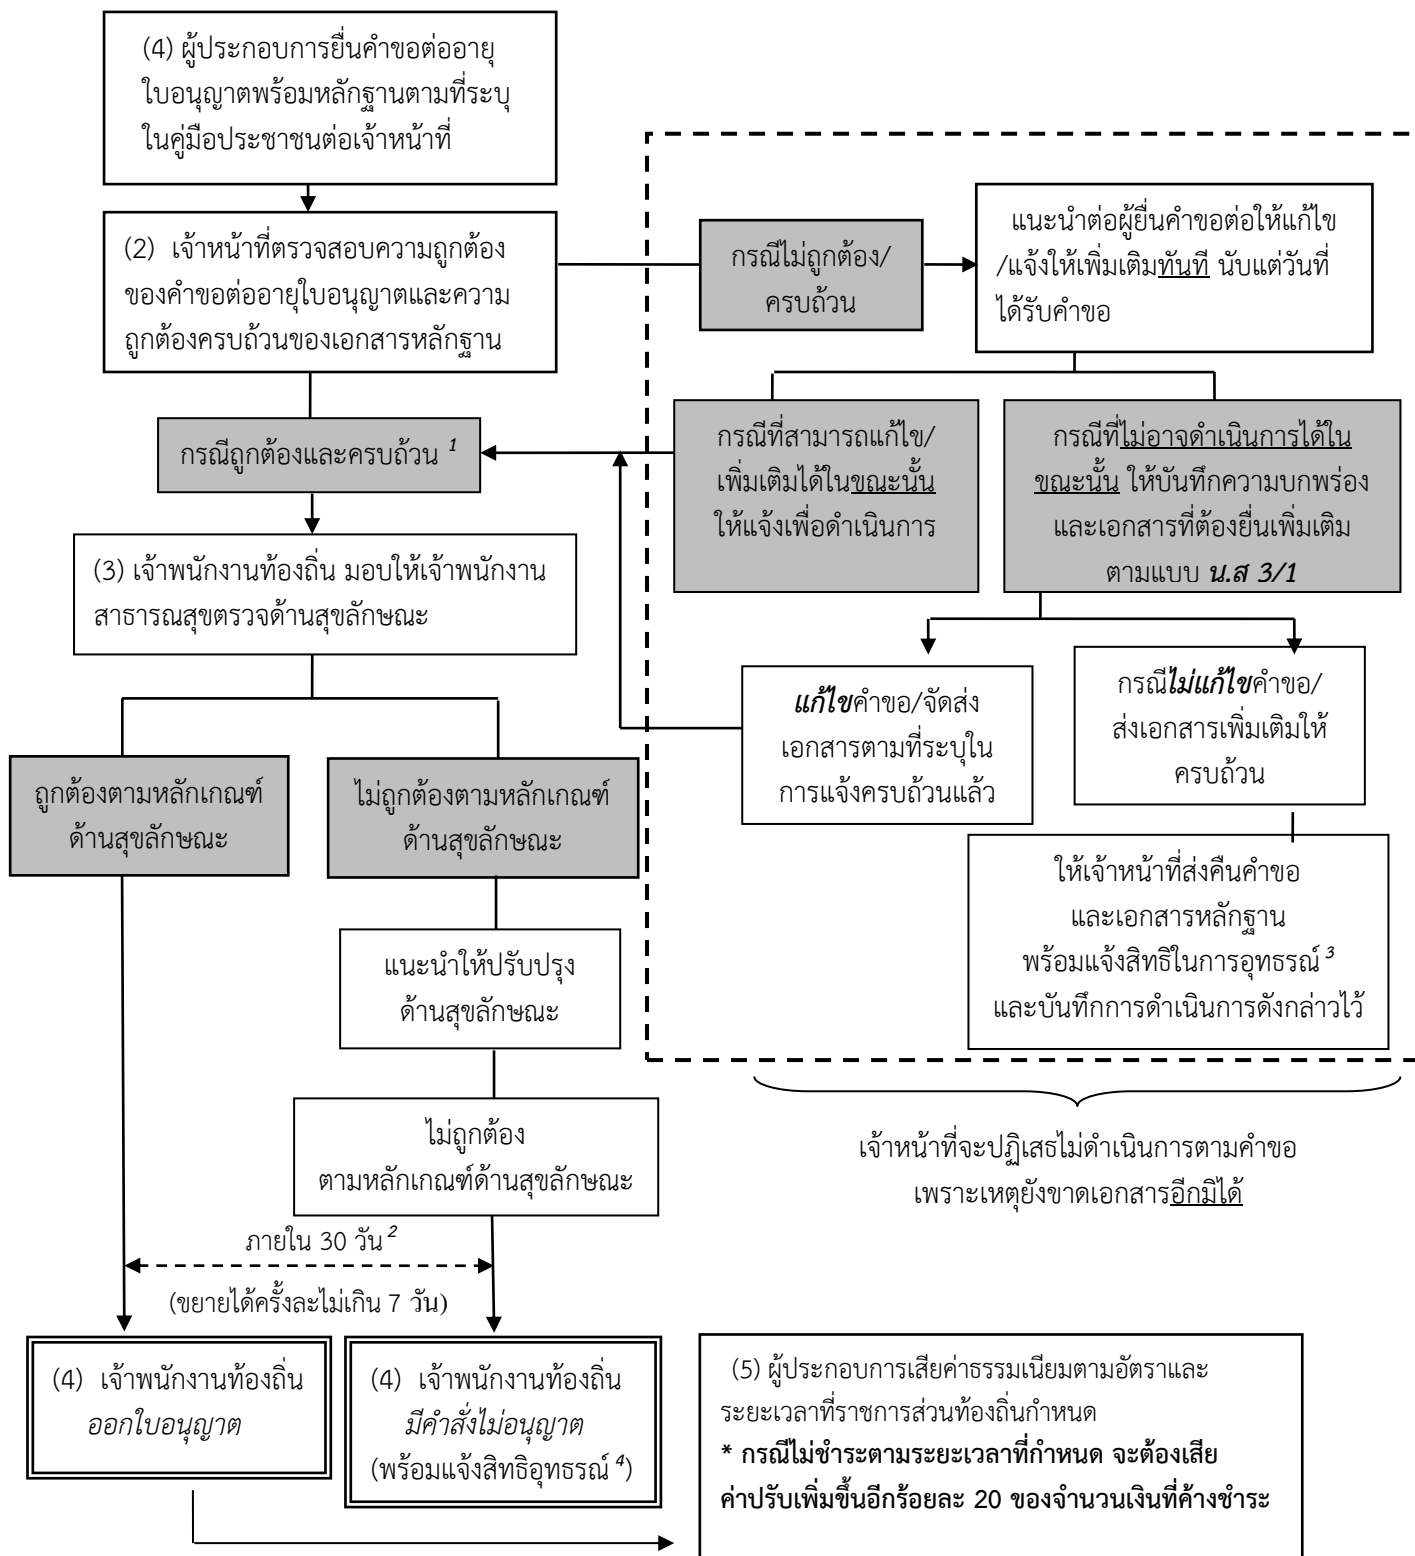 (4) ผู้ประกอบการยื่นคำขอต่ออายุ
ใบอนุญาตพร้อมหลักฐานตามที่ระบุ
ในคู่มือประชาชนต่อเจ้าหน้าที่
(2) เจ้าหน้าที่ตรวจสอบความถูกต้อง
ของคำขอต่ออายุใบอนุญาตและความ
ถูกต้องครบถ้วนของเอกสารหลักฐาน
กรณีไม่ถูกต้อง/
ครบถ้วน
แนะนำต่อผู้ยื่นคำขอต่อให้แก้ไข
/แจ้งให้เพิ่มเติมทันที นับแต่วันที่
ได้รับคำขอ
กรณีถูกต้องและครบถ้วน 1
กรณีที่สามารถแก้ไข/
เพิ่มเติมได้ในขณะนั้น
ให้แจ้งเพื่อดำเนินการ
กรณีที่ไม่อาจดำเนินการได้ใน
ขณะนั้น ให้บันทึกความบกพร่อง
และเอกสารที่ต้องยื่นเพิ่มเติม
ตามแบบ น.ส 3/1
(3) เจ้าพนักงานท้องถิ่น มอบให้เจ้าพนักงาน
สาธารณสุขตรวจด้านสุขลักษณะ
แก้ไขคำขอ/จัดส่ง
เอกสารตามที่ระบุใน
การแจ้งครบถ้วนแล้ว
กรณีไม่แก้ไขคำขอ/
ส่งเอกสารเพิ่มเติมให้
ครบถ้วน
ถูกต้องตามหลักเกณฑ์
ด้านสุขลักษณะ
ไม่ถูกต้องตามหลักเกณฑ์
ด้านสุขลักษณะ
ให้เจ้าหน้าที่ส่งคืนคำขอ
และเอกสารหลักฐาน
พร้อมแจ้งสิทธิในการอุทธรณ์ 3
และบันทึกการดำเนินการดังกล่าวไว้
แนะนำให้ปรับปรุง
ด้านสุขลักษณะ
ไม่ถูกต้อง
ตามหลักเกณฑ์ด้านสุขลักษณะ
เจ้าหน้าที่จะปฏิเสธไม่ดำเนินการตามคำขอ
เพราะเหตุยังขาดเอกสารอีกมิได้
ภายใน 30 วัน 2
(ขยายได้ครั้งละไม่เกิน 7 วัน)
(4) เจ้าพนักงานท้องถิ่น
ออกใบอนุญาต
(4) เจ้าพนักงานท้องถิ่น
มีคำสั่งไม่อนุญาต
(พร้อมแจ้งสิทธิอุทธรณ์ 4)
(5) ผู้ประกอบการเสียค่าธรรมเนียมตามอัตราและ
ระยะเวลาที่ราชการส่วนท้องถิ่นกำหนด
* กรณีไม่ชำระตามระยะเวลาที่กำหนด จะต้องเสีย
ค่าปรับเพิ่มขึ้นอีกร้อยละ 20 ของจำนวนเงินที่ค้างชำระ